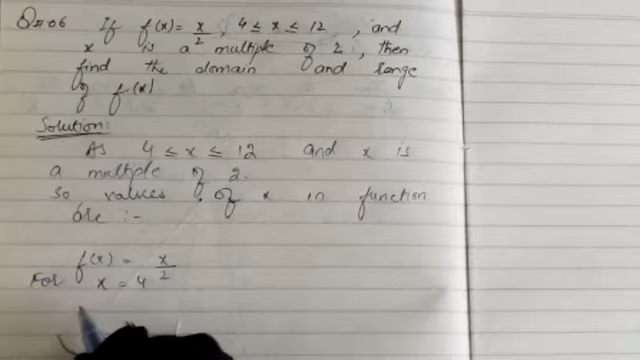 Q#06 If f(x) = x/2, 4 ≤ x ≤ 12, and
x is a multiple of 2, then
find the domain and range
of f(x)
Solution:
As 4 ≤ x ≤ 12 and x is
a multiple of 2.
So values of x in function
are :-
f(x) = x/2
For x = 4